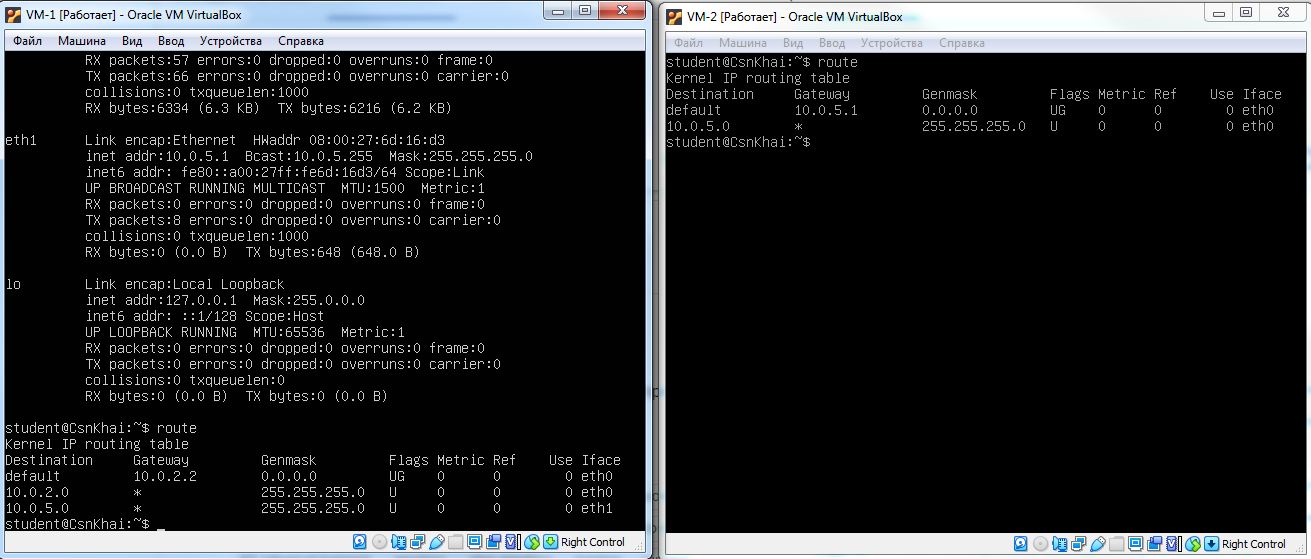 VM-1 [Работает] - Oracle VM VirtualBox
Файл Машина Вид Ввод Устройства Справка
RX packets:57 errors:0 dropped:0 overruns:0 frame:0
TX packets:66 errors:0 dropped:0 overruns:0 carrier:0
collisions:0 txqueuelen:1000
RX bytes:6334 (6.3 KB)  TX bytes:6216 (6.2 KB)
eth1      Link encap:Ethernet  HWaddr 08:00:27:6d:16:d3
inet addr:10.0.5.1  Bcast:10.0.5.255  Mask:255.255.255.0
inet6 addr: fe80::a00:27ff:fe6d:16d3/64 Scope:Link
UP BROADCAST RUNNING MULTICAST  MTU:1500  Metric:1
RX packets:0 errors:0 dropped:0 overruns:0 frame:0
TX packets:8 errors:0 dropped:0 overruns:0 carrier:0
collisions:0 txqueuelen:1000
RX bytes:0 (0.0 B)  TX bytes:648 (648.0 B)
lo        Link encap:Local Loopback
inet addr:127.0.0.1  Mask:255.0.0.0
inet6 addr: ::1/128 Scope:Host
UP LOOPBACK RUNNING  MTU:65536  Metric:1
RX packets:0 errors:0 dropped:0 overruns:0 frame:0
TX packets:0 errors:0 dropped:0 overruns:0 carrier:0
collisions:0 txqueuelen:0
RX bytes:0 (0.0 B)  TX bytes:0 (0.0 B)
student@CsnKhai:~$ route
Kernel IP routing table
Destination     Gateway         Genmask         Flags Metric Ref    Use Iface
default         10.0.2.2        0.0.0.0         UG    0      0        0 eth0
10.0.2.0        *               255.255.255.0   U     0      0        0 eth0
10.0.5.0        *               255.255.255.0   U     0      0        0 eth1
student@CsnKhai:~$ _
Right Control
VM-2 [Работает] - Oracle VM VirtualBox
Файл Машина Вид Ввод Устройства Справка
student@CsnKhai:~$ route
Kernel IP routing table
Destination     Gateway         Genmask         Flags Metric Ref    Use Iface
default         10.0.5.1        0.0.0.0         UG    0      0        0 eth0
10.0.5.0        *               255.255.255.0   U     0      0        0 eth0
student@CsnKhai:~$
Right Control